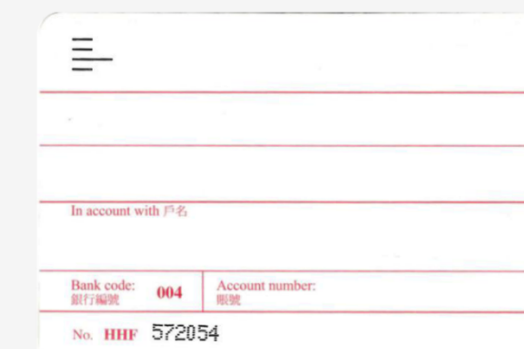 In account with 戶名
Bank code: 004 Account number:
銀行編號 賬號
No. HHF 572054